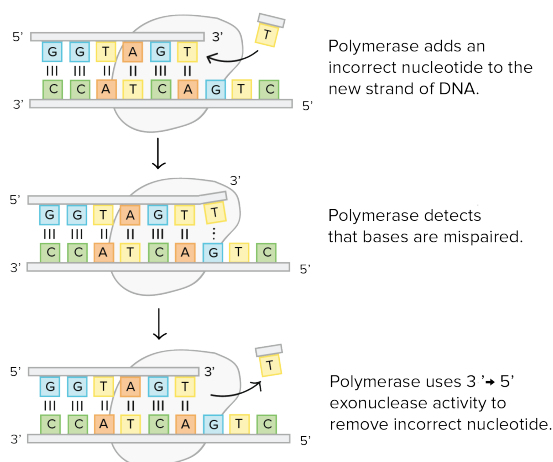 T
5' 3'
G G T A G T
C C A T C A G T C
3' 5'
Polymerase adds an
incorrect nucleotide to the
new strand of DNA.
3'
5'
G G T A G T T
C C A T C A G T C
3' 5'
Polymerase detects
that bases are mispaired.
T
5' 3'
G G T A G T
C C A T C A G T C
3' 5'
Polymerase uses 3 '→ 5'
exonuclease activity to
remove incorrect nucleotide.